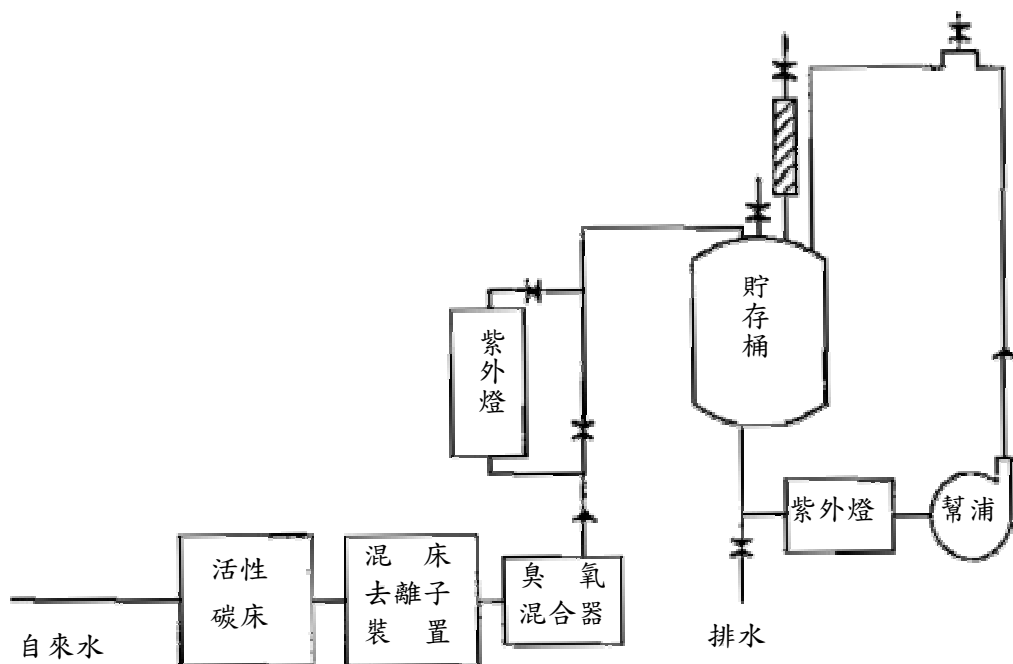 貯存桶
紫外燈
紫外燈
幫浦
活性
碳床
混床
去離子
裝置
臭氧
混合器
自來水
排水